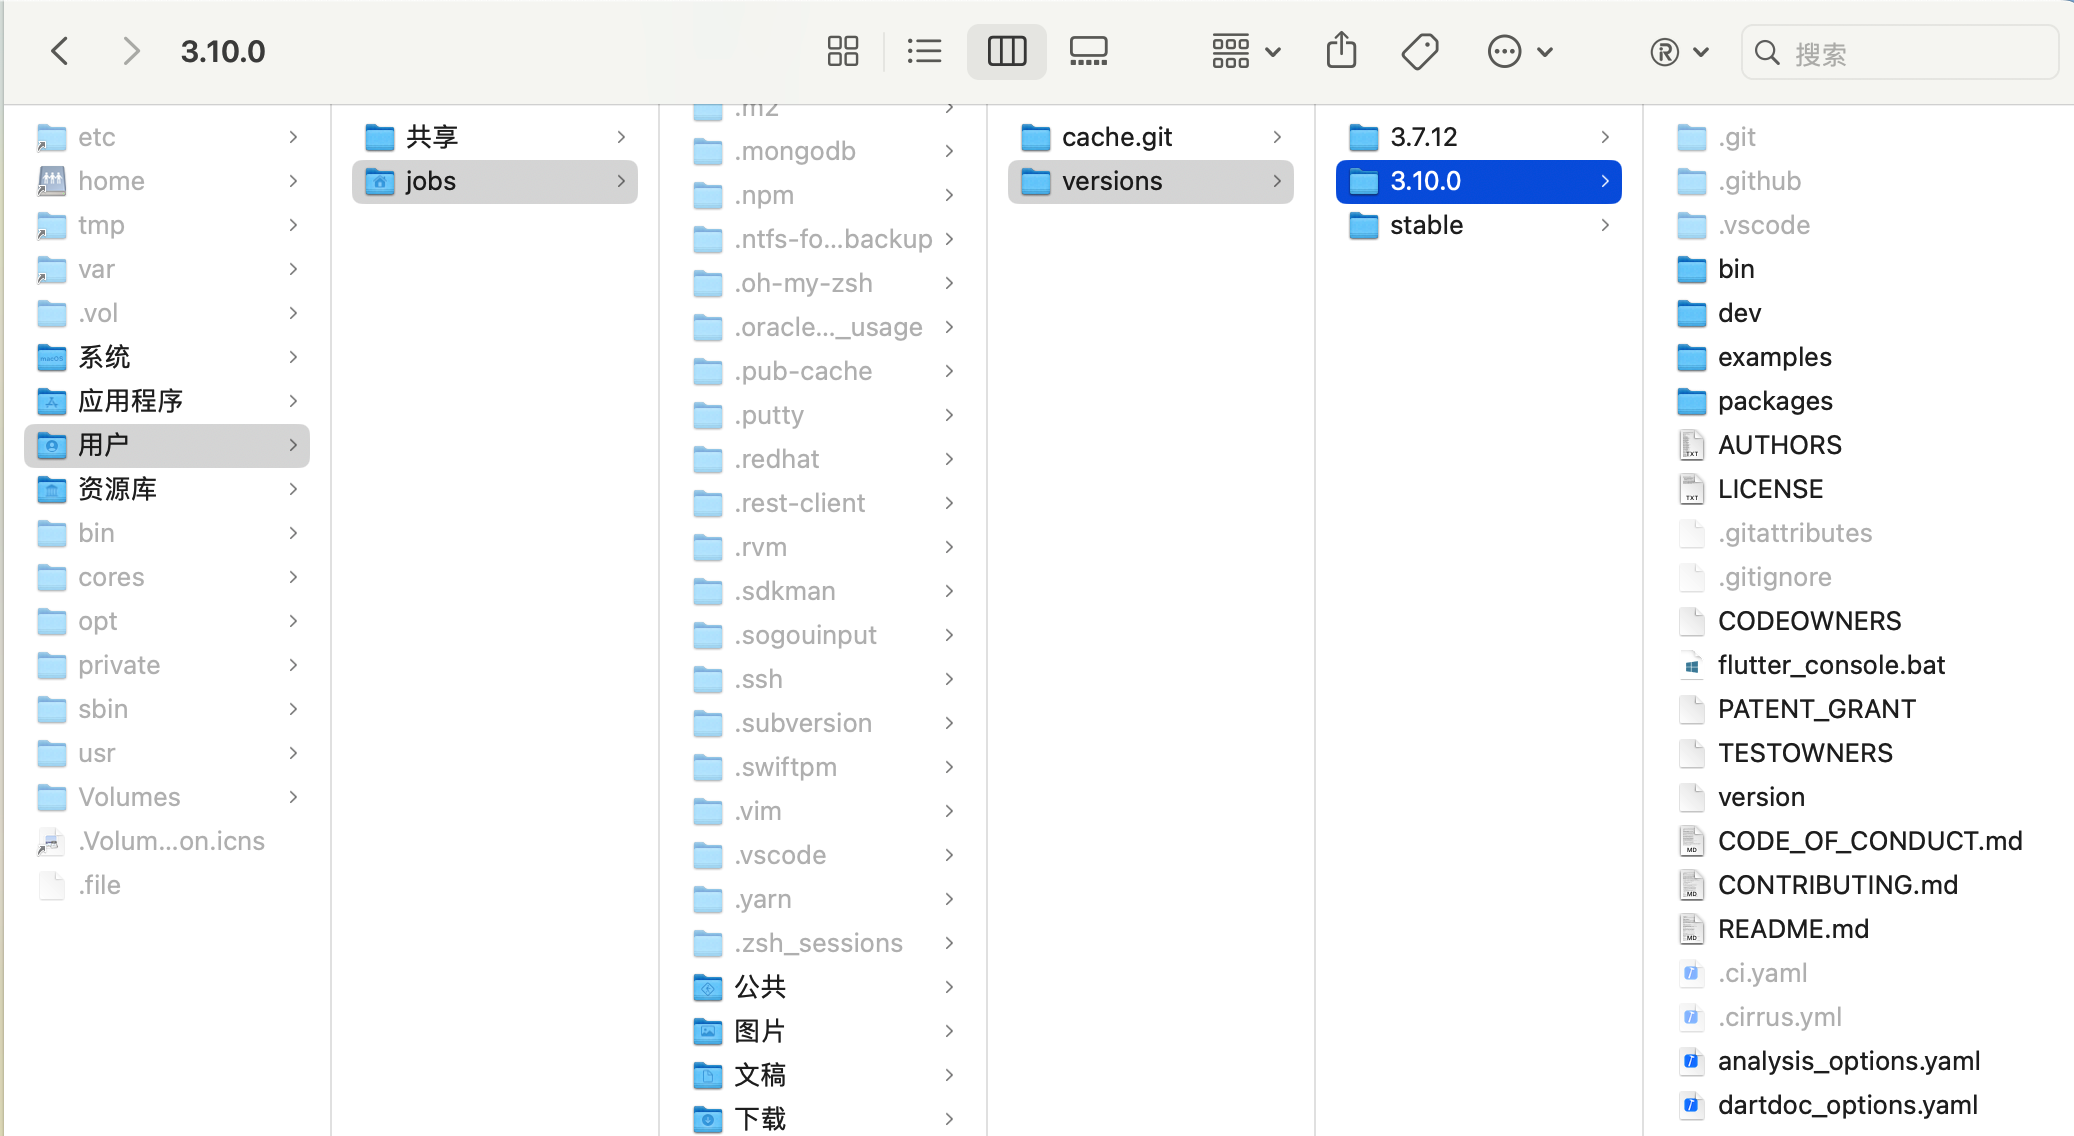 3.10.0
搜索
etc
home
tmp
var
.vol
系统
应用程序
用户
资源库
bin
cores
opt
private
sbin
usr
Volumes
.Volum...on.icns
.file
共享
jobs
.m2
.mongodb
.npm
.ntfs-fo...backup
.oh-my-zsh
.oracle..._usage
.pub-cache
.putty
.redhat
.rest-client
.rvm
.sdkman
.sogouinput
.ssh
.subversion
.swiftpm
.vim
.vscode
.yarn
.zsh_sessions
公共
图片
文稿
下载
cache.git
versions
3.7.12
3.10.0
stable
.git
.github
.vscode
bin
dev
examples
packages
AUTHORS
LICENSE
.gitattributes
.gitignore
CODEOWNERS
flutter_console.bat
PATENT_GRANT
TESTOWNERS
version
CODE_OF_CONDUCT.md
CONTRIBUTING.md
README.md
.ci.yaml
.cirrus.yml
analysis_options.yaml
dartdoc_options.yaml